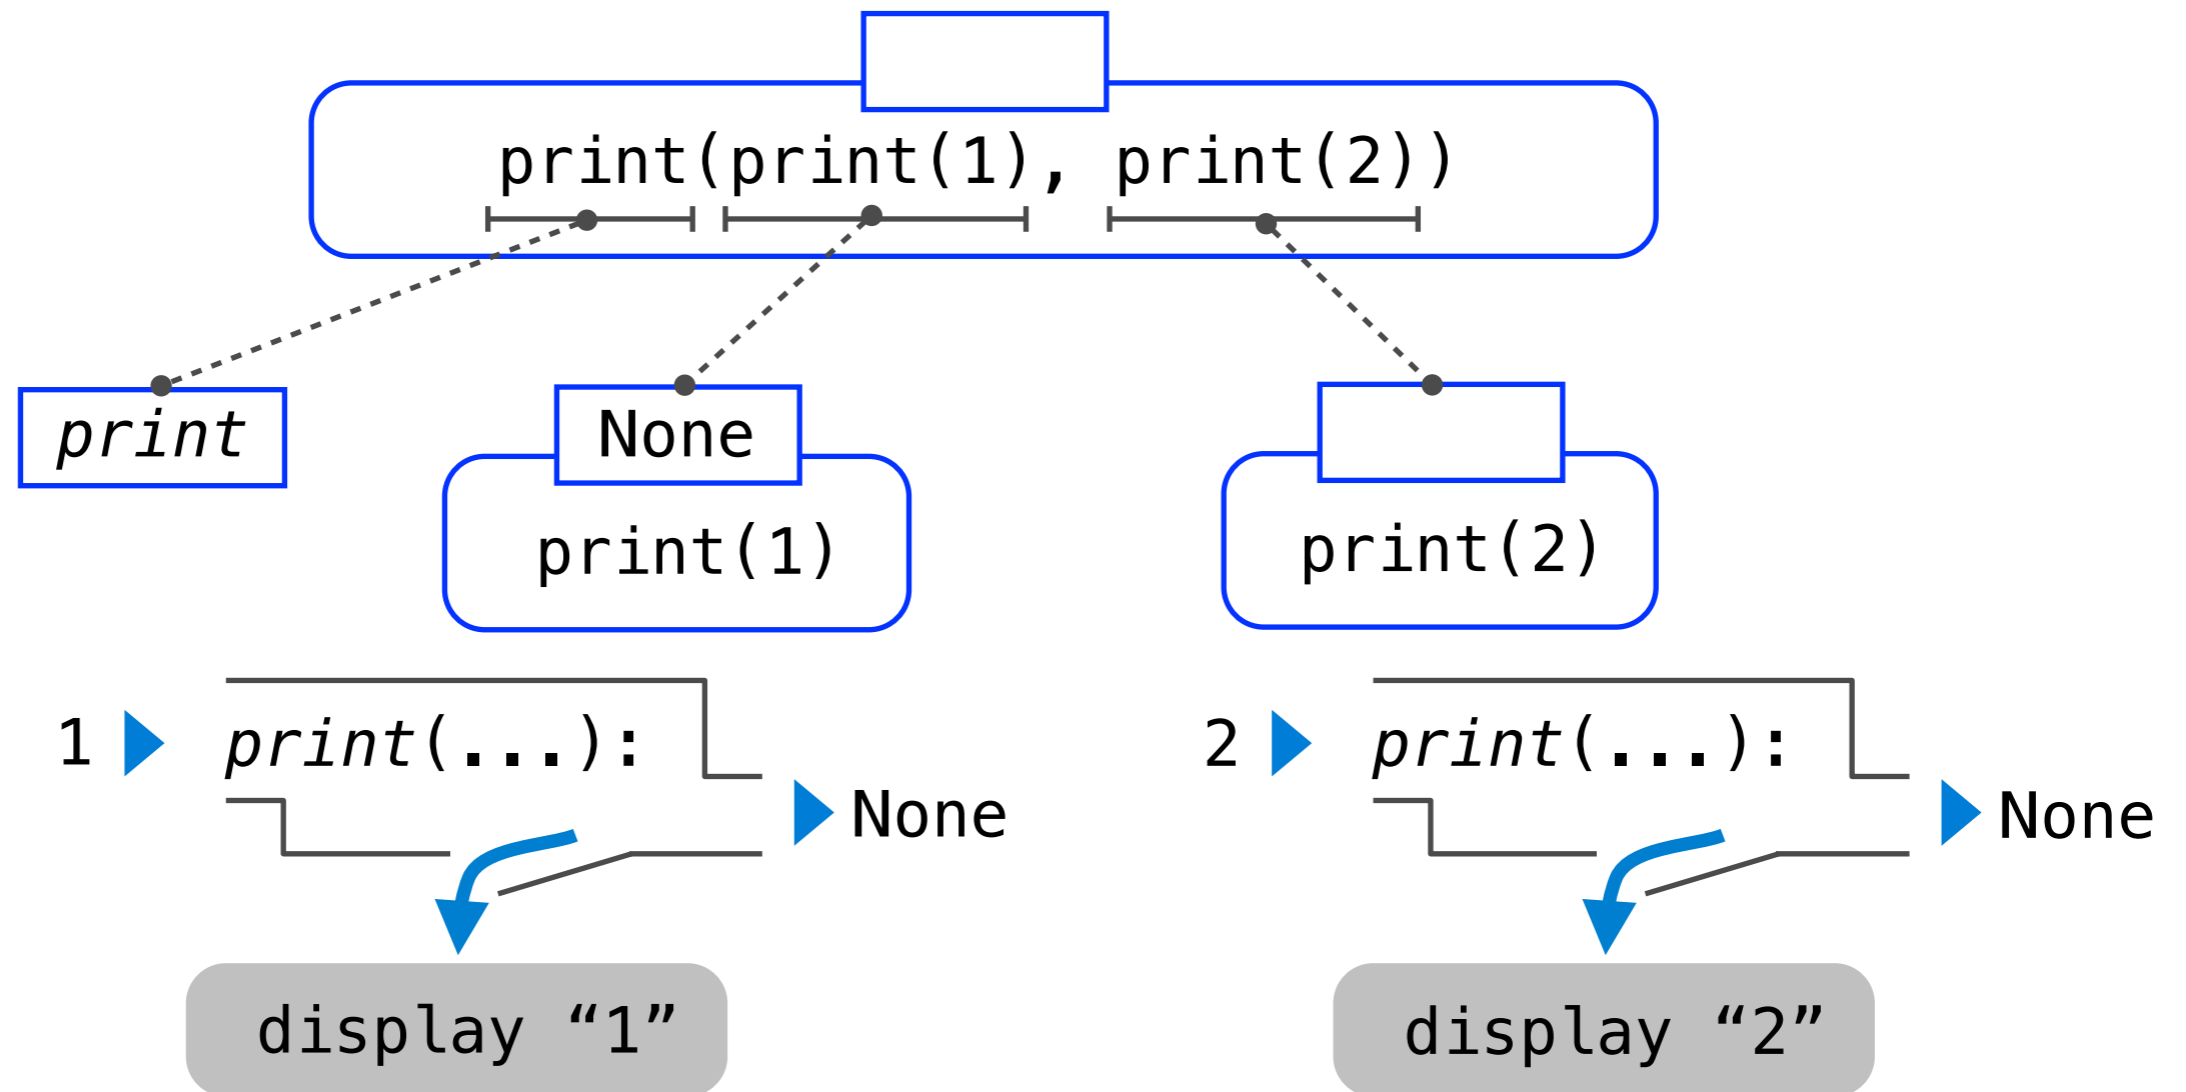 print(print(1), print(2))
print
None
print(1)
print(2)
1
print(...):
None
2
print(...):
None
display “1”
display “2”